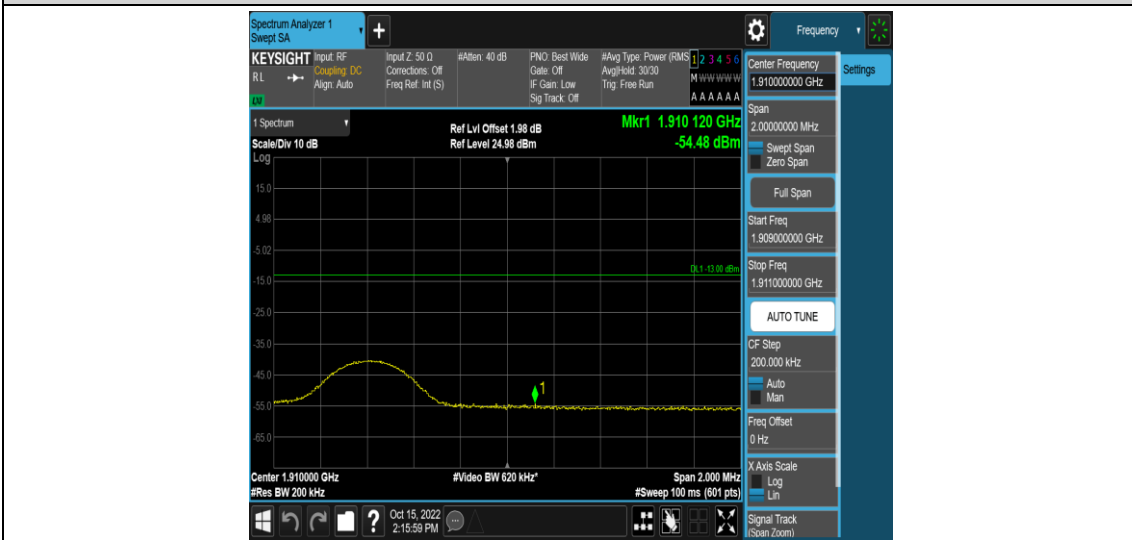 Spectrum Analyzer 1
Swept SA
+
Frequency
KEYSIGHT
RL
LXI
Input: RF
Coupling: DC
Align: Auto
Input Z: 50 Ω
Corrections: Off
Freq Ref: Int (S)
#Atten: 40 dB
PNO: Best Wide
Gate: Off
IF Gain: Low
Sig Track: Off
#Avg Type: Power (RMS
Avg|Hold: 30/30
Trig: Free Run
1 2 3 4 5 6
M W W W W W
A A A A A A
Center Frequency
1.910000000 GHz
Settings
Span
2.00000000 MHz
Swept Span
Zero Span
Full Span
Start Freq
1.909000000 GHz
Stop Freq
1.911000000 GHz
AUTO TUNE
CF Step
200.000 kHz
Auto
Man
Freq Offset
0 Hz
X Axis Scale
Log
Lin
Signal Track
(Span Zoom)
1 Spectrum
Scale/Div 10 dB
Log
Ref Lvl Offset 1.98 dB
Ref Level 24.98 dBm
Mkr1 1.910 120 GHz
-54.48 dBm
15.0
4.98
-5.02
DL1 -13.00 dBm
-15.0
-25.0
-35.0
-45.0
1
-55.0
-65.0
Center 1.910000 GHz
#Video BW 620 kHz*
Span 2.000 MHz
#Res BW 200 kHz
#Sweep 100 ms (601 pts)
?
Oct 15, 2022
2:15:59 PM